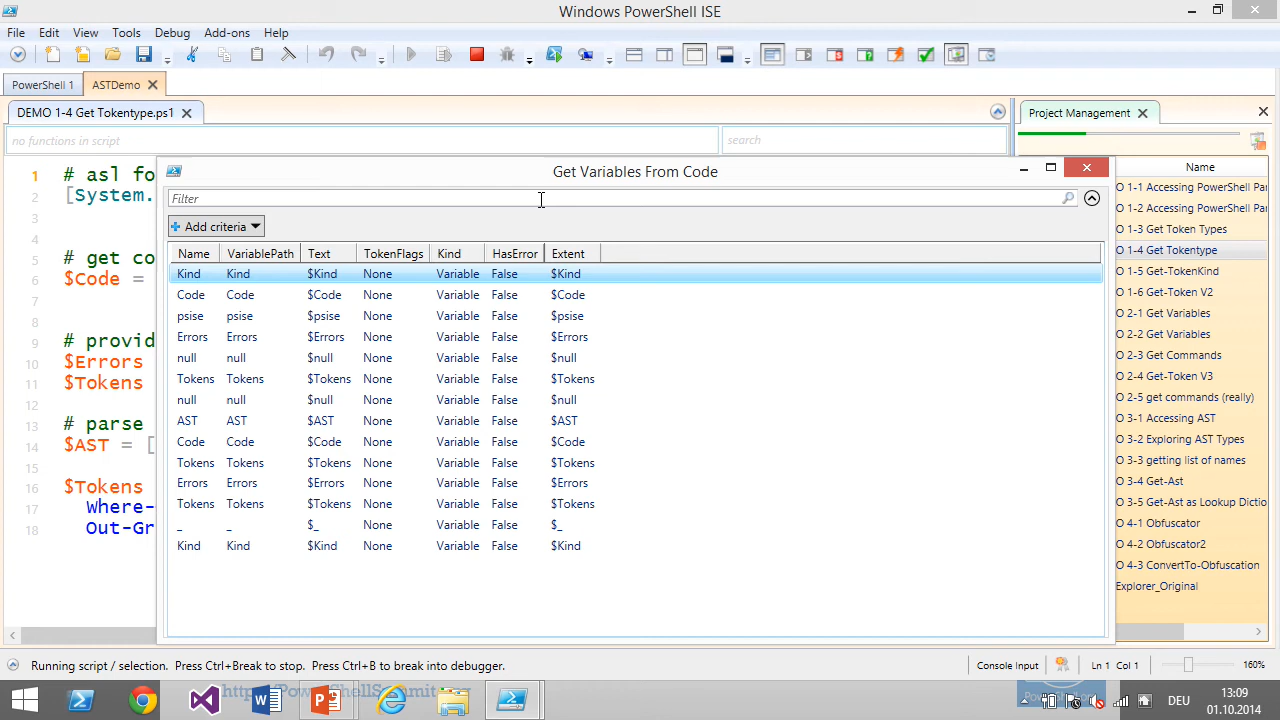 Windows PowerShell ISE
File Edit View Tools Debug Add-ons Help
PowerShell 1 ASTDemo
DEMO 1-4 Get Tokentype.ps1
Project Management
no functions in script
search
1 # asl fo
2 [System.
3
4
5 # get co
6 $Code =
7
8
9 # provid
10 $Errors
11 $Tokens
12
13 # parse
14 $AST = [
15
16 $Tokens
17 Where-
18 Out-Gr
Get Variables From Code
Filter
Add criteria
Name VariablePath Text TokenFlags Kind HasError Extent
Kind Kind $Kind None Variable False $Kind
Code Code $Code None Variable False $Code
psise psise $psise None Variable False $psise
Errors Errors $Errors None Variable False $Errors
null null $null None Variable False $null
Tokens Tokens $Tokens None Variable False $Tokens
null null $null None Variable False $null
AST AST $AST None Variable False $AST
Code Code $Code None Variable False $Code
Tokens Tokens $Tokens None Variable False $Tokens
Errors Errors $Errors None Variable False $Errors
Tokens Tokens $Tokens None Variable False $Tokens
_ _ $_ None Variable False $_
Kind Kind $Kind None Variable False $Kind
Name
O 1-1 Accessing PowerShell Par
O 1-2 Accessing PowerShell Par
O 1-3 Get Token Types
O 1-4 Get Tokentype
O 1-5 Get-TokenKind
O 1-6 Get-Token V2
O 2-1 Get Variables
O 2-2 Get Variables
O 2-3 Get Commands
O 2-4 Get-Token V3
O 2-5 get commands (really)
O 3-1 Accessing AST
O 3-2 Exploring AST Types
O 3-3 getting list of names
O 3-4 Get-Ast
O 3-5 Get-Ast as Lookup Dictio
O 4-1 Obfuscator
O 4-2 Obfuscator2
O 4-3 ConvertTo-Obfuscation
Explorer_Original
Running script / selection. Press Ctrl+Break to stop. Press Ctrl+B to break into debugger.
Console Input
Ln 1 Col 1
160%
DEU
13:09
01.10.2014